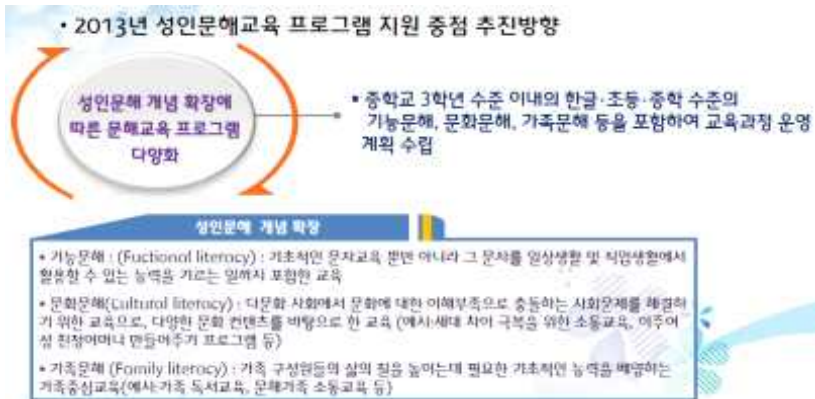 • 2013년 성인문해교육 프로그램 지원 중점 추진방향
성인문해 개념 확장에
따른 문해교육 프로그램
다양화
• 중학교 3학년 수준 이내의 한글·초등·중학 수준의
기능문해, 문화문해, 가족문해 등을 포함하여 교육과정 운영
계획 수립
성인문해 개념 확장
• 기능문해 : (Fuctional literocy) : 기초적인 문자교육 뿐만 아니라 그 문자를 일상생활 및 직업생활에서
활용할 수 있는 능력을 기르는 일까지 포함한 교육
• 문화문해(Cultural literocy) : 다문화 사회에서 문화에 대한 이해부족으로 충돌하는 사회문제를 해결하
기 위한 교육으로, 다양한 문화 컨텐츠를 바탕으로 한 교육 (예시:세대 차이 극복을 위한 소통교육, 이주여
성 친정어머니 만들어주기 프로그램 등)
• 가족문해 (Fomily literocy) : 가족 구성원들의 삶의 질을 높이는데 필요한 기초적인 능력을 배양하는
가족중심교육(예시:가족 독서교육, 문해가족 소통교육 등)